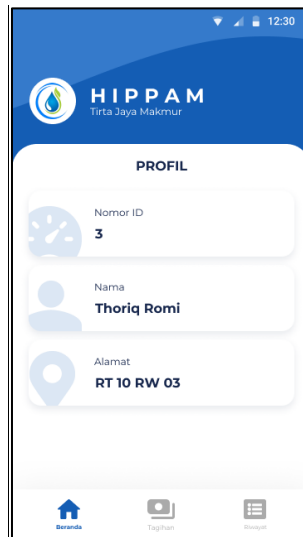 12:30
HIPPAM
Tirta Jaya Makmur
PROFIL
Nomor ID
3
Nama
Thoriq Romi
Alamat
RT 10 RW 03
Beranda
Tagihan
Riwayat